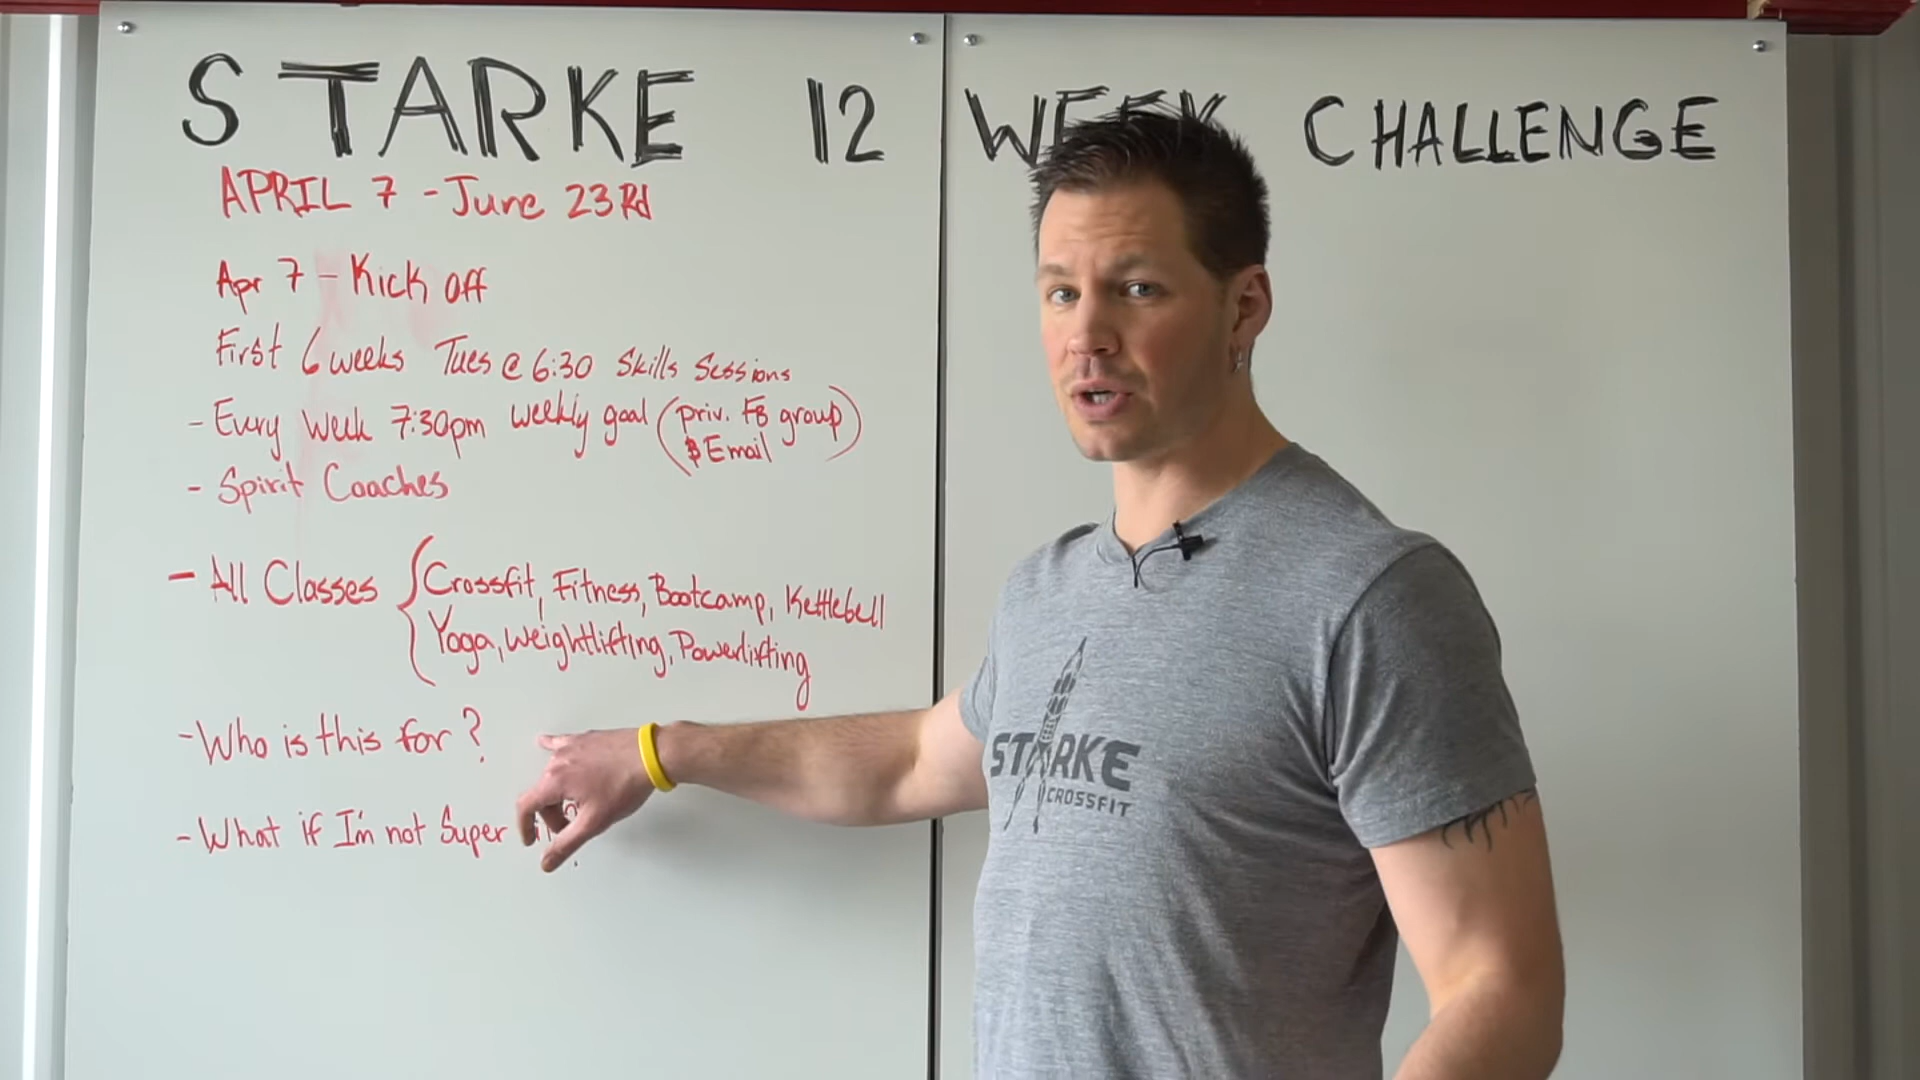 STARKE 12 WEEK CHALLENGE
APRIL 7 - June 23Rd
Apr 7 - Kick Off
First 6 weeks Tues @ 6:30 Skills Sessions
- Every Week 7:30pm weekly goal (priv. FB group
& Email)
- Spirit Coaches
- All Classes { Crossfit, Fitness, Bootcamp, Kettlebell
Yoga, Weightlifting, Powerlifting
- Who is this for?
- What if I'm not Super
STARKE
CROSSFIT